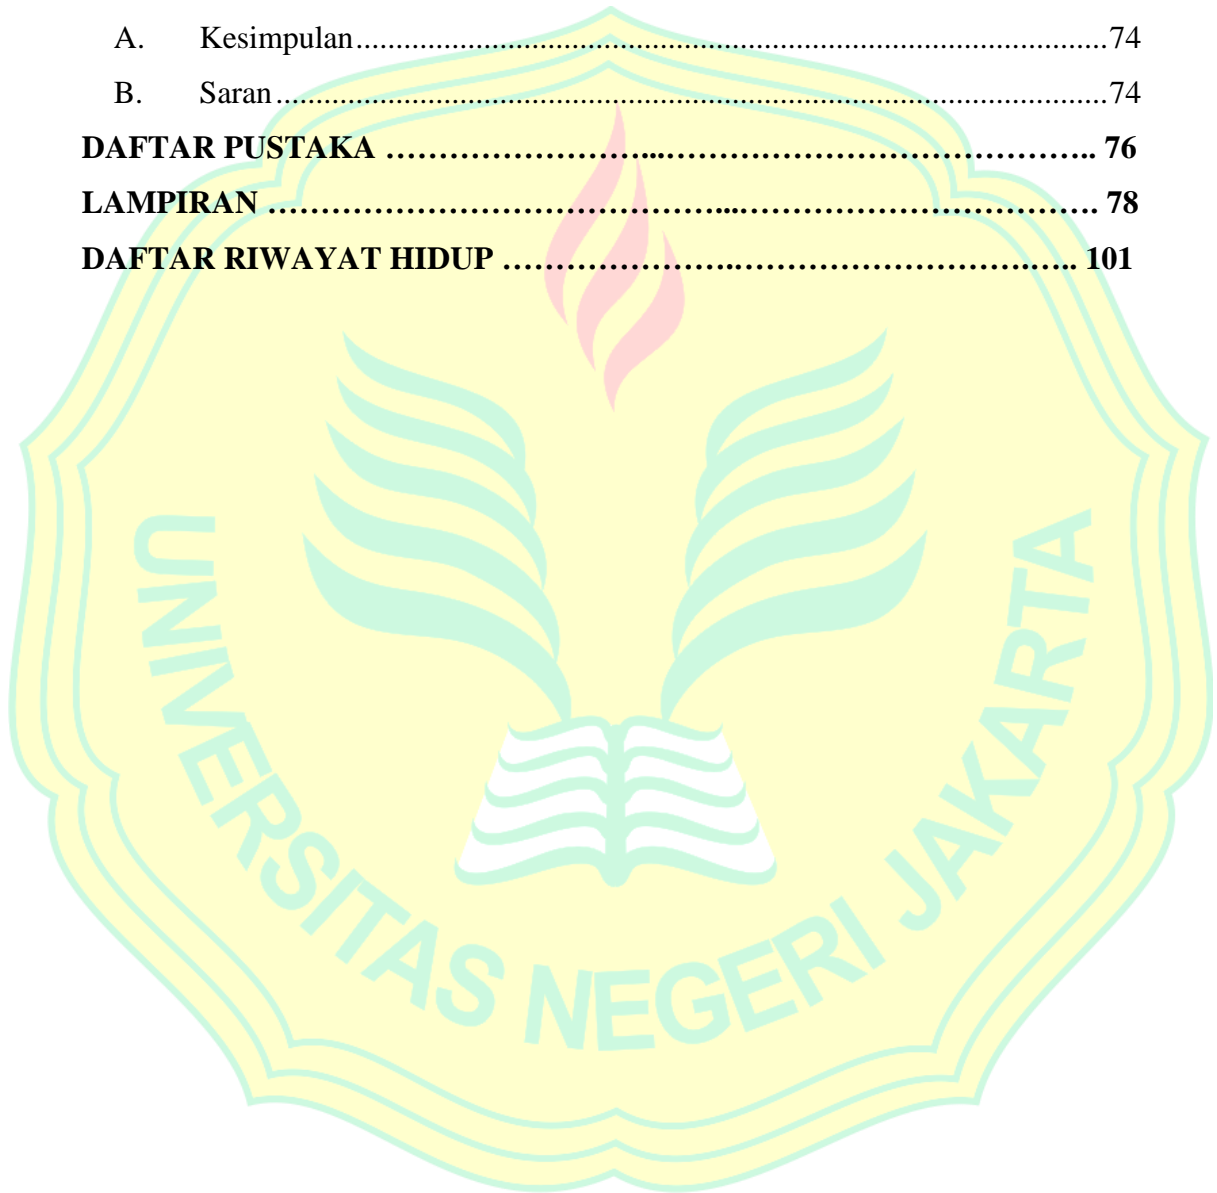 A. Kesimpulan..............................................................................................74
B. Saran........................................................................................................74
DAFTAR PUSTAKA ……………………...………………………………….. 76
LAMPIRAN ……………………………………....……………………………. 78
DAFTAR RIWAYAT HIDUP ………………….……………………….….. 101
UNIVERSITAS NEGERI JAKARTA